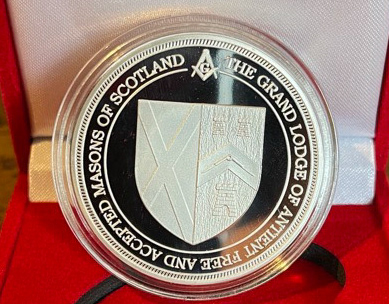 THE GRAND LODGE OF ANTIENT FREE AND ACCEPTED MASONS OF SCOTLAND
G